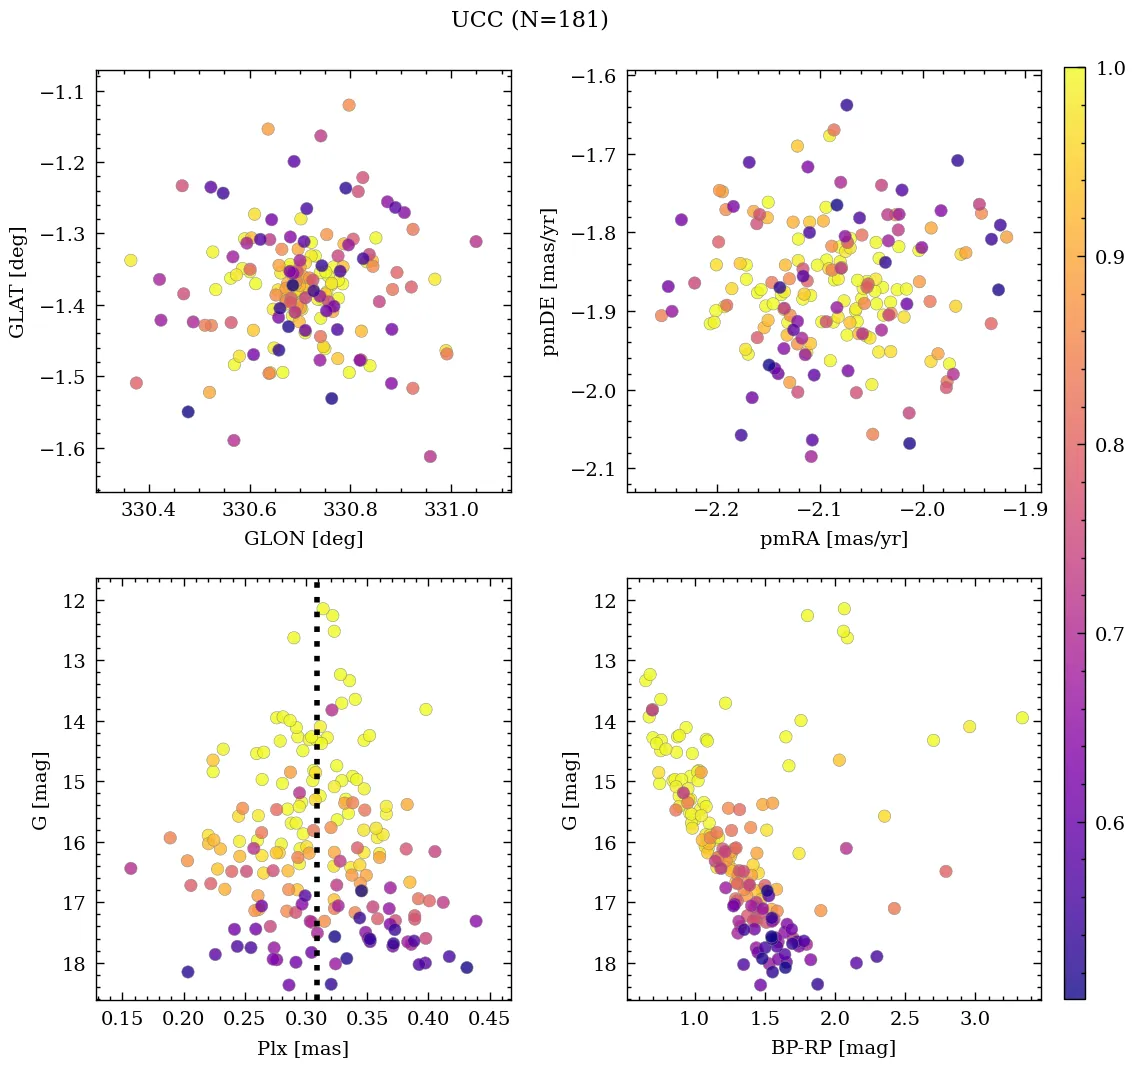 UCC (N=181)
−1.1
−1.2
−1.3
−1.4
−1.5
−1.6
GLAT [deg]
330.4 330.6 330.8 331.0
GLON [deg]
−1.6
−1.7
−1.8
−1.9
−2.0
−2.1
pmDE [mas/yr]
−2.2 −2.1 −2.0 −1.9
pmRA [mas/yr]
12
13
14
15
16
17
18
G [mag]
0.15 0.20 0.25 0.30 0.35 0.40 0.45
Plx [mas]
12
13
14
15
16
17
18
G [mag]
1.0 1.5 2.0 2.5 3.0
BP-RP [mag]
1.0
0.9
0.8
0.7
0.6